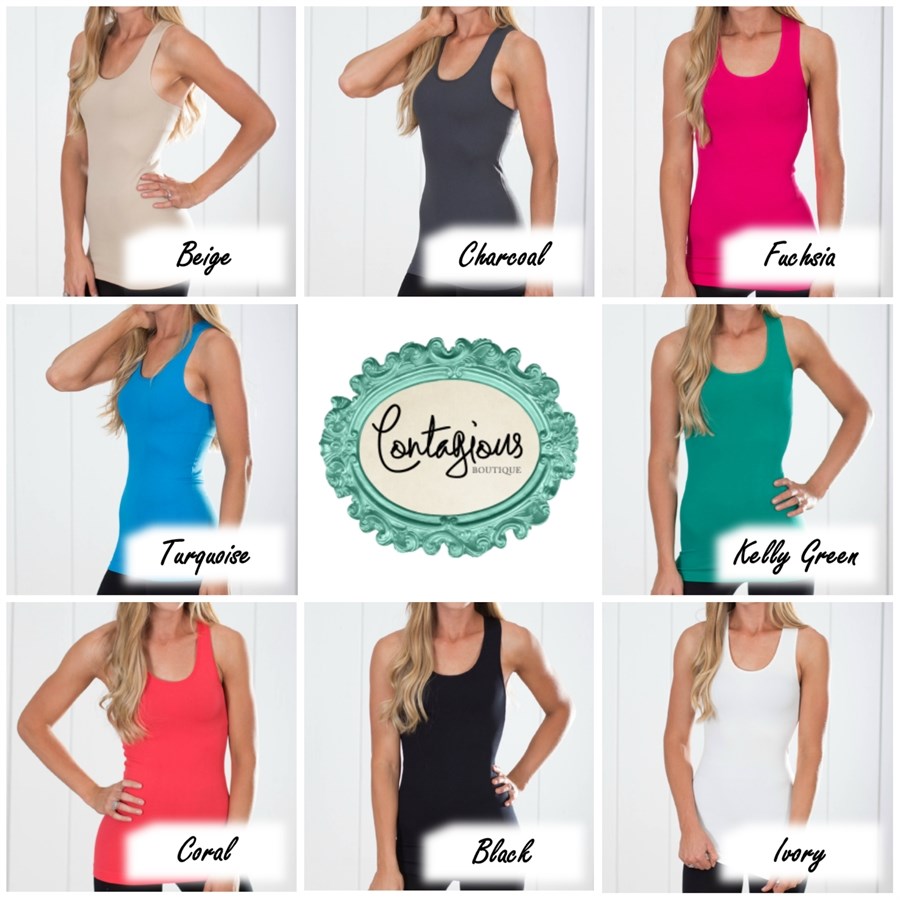 Beige
Charcoal
Fuchsia
Turquoise
Contagious
BOUTIQUE
Kelly Green
Coral
Black
Ivory